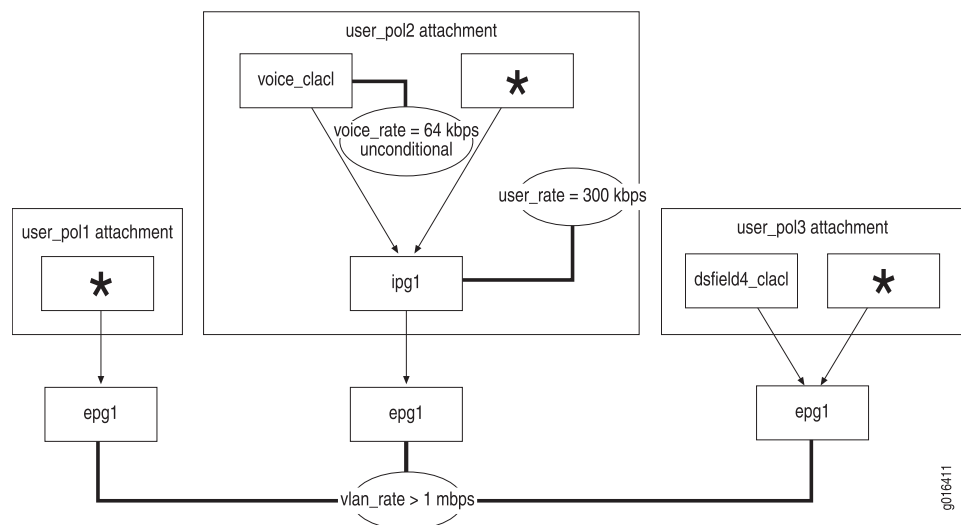 user_pol2 attachment
voice_clacl
*
voice_rate = 64 kbps
unconditional
user_rate = 300 kbps
user_pol1 attachment
*
ipg1
user_pol3 attachment
dsfield4_clacl
*
epg1
epg1
epg1
vlan_rate > 1 mbps
g016411